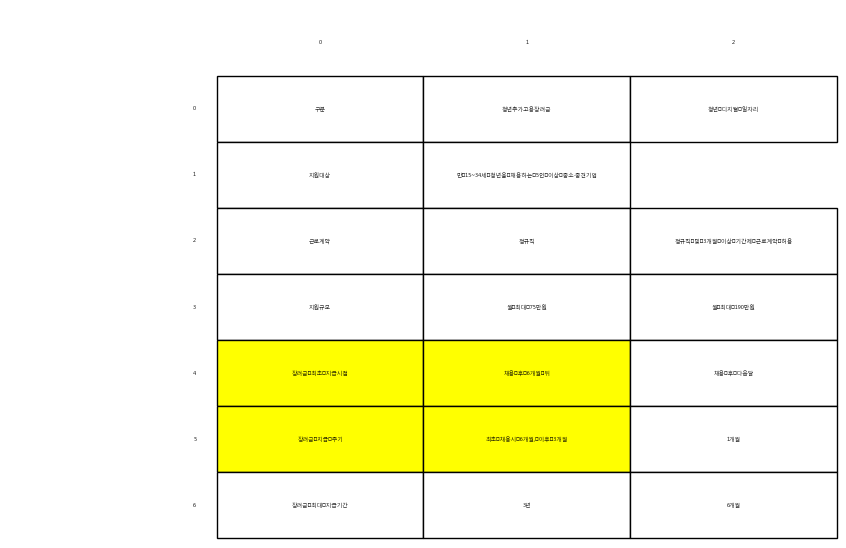 0 1 2
0 구분 청년추가고용장려금 청년□디지털□일자리
1 지원대상 만□15~34세□청년을□채용하는□5인□이상□중소·중견기업
2 근로계약 정규직 정규직□및□3개월□이상□기간제□근로계약□허용
3 지원규모 월□최대□75만원 월□최대□190만원
4 장려금□최초□지급시점 채용□후□6개월□뒤 채용□후□다음달
5 장려금□지급□주기 최초□채용시□6개월,□이후□3개월 1개월
6 장려금□최대□지급기간 3년 6개월